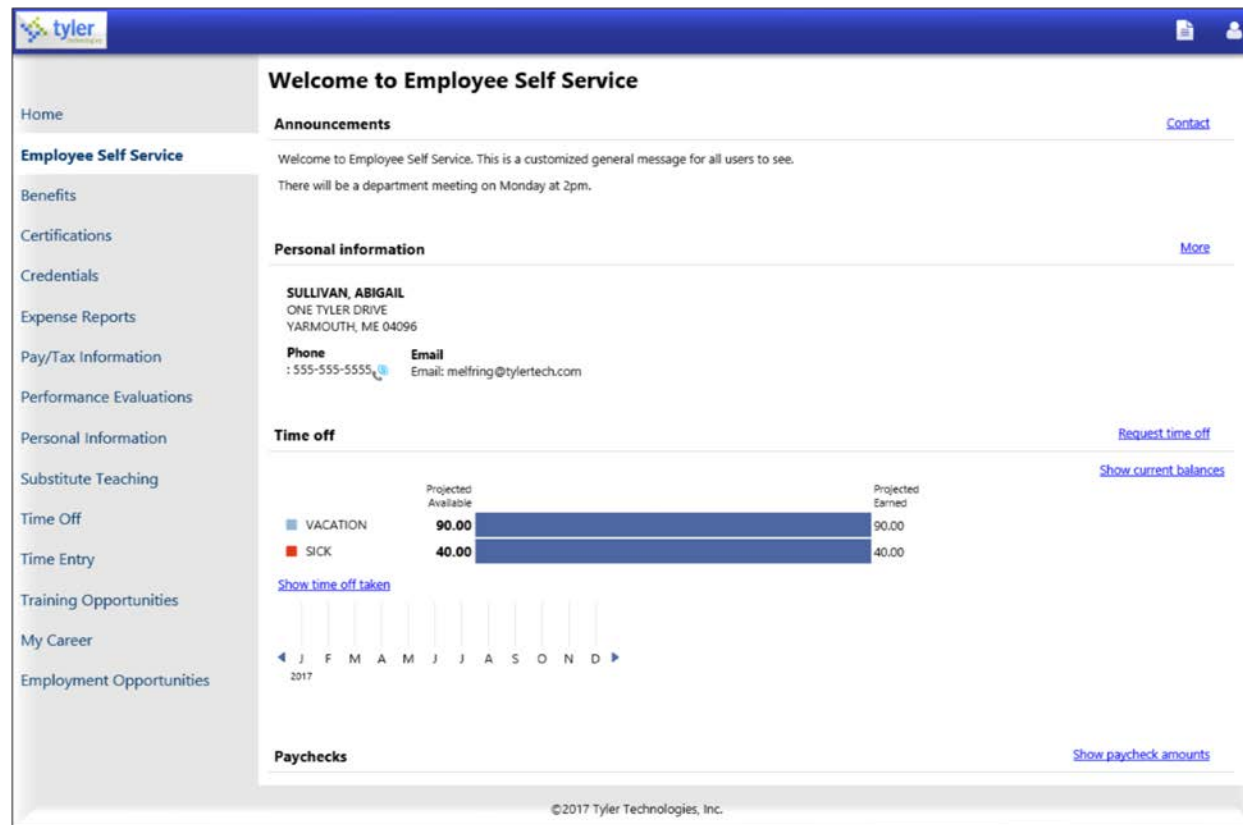 tyler
Welcome to Employee Self Service
Home
Employee Self Service
Benefits
Certifications
Credentials
Expense Reports
Pay/Tax Information
Performance Evaluations
Personal Information
Substitute Teaching
Time Off
Time Entry
Training Opportunities
My Career
Employment Opportunities
Announcements Contact
Welcome to Employee Self Service. This is a customized general message for all users to see.
There will be a department meeting on Monday at 2pm.
Personal information More
SULLIVAN, ABIGAIL
ONE TYLER DRIVE
YARMOUTH, ME 04096
Phone Email
: 555-555-5555 Email: melfring@tylertech.com
Time off Request time off
Show current balances
Projected Projected
Available Earned
VACATION 90.00 90.00
SICK 40.00 40.00
Show time off taken
J F M A M J J A S O N D
2017
Paychecks Show paycheck amounts
©2017 Tyler Technologies, Inc.